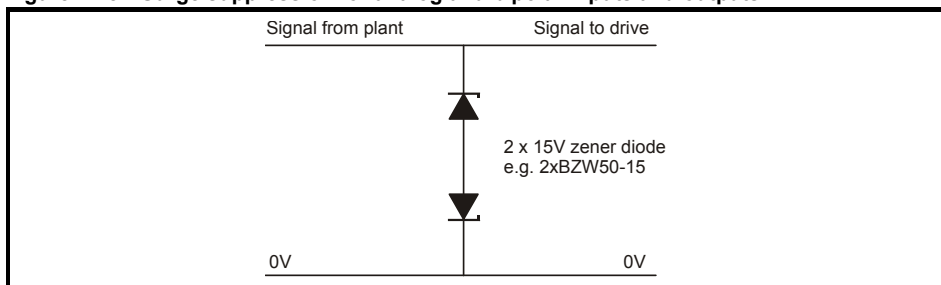 Signal from plant Signal to drive
2 x 15V zener diode
e.g. 2xBZW50-15
0V 0V